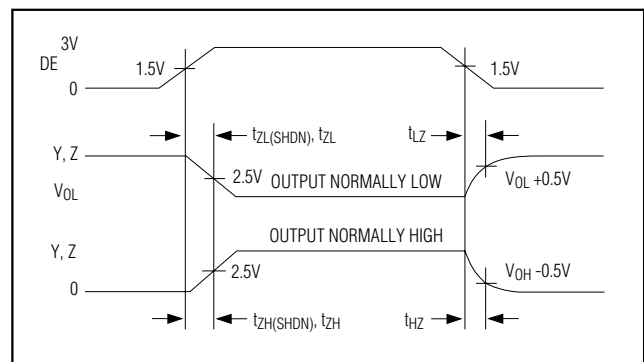 3V
DE
1.5V
1.5V
0
tZL(SHDN), tZL
tLZ
Y, Z
2.5V
OUTPUT NORMALLY LOW
VOL +0.5V
VOL
OUTPUT NORMALLY HIGH
Y, Z
2.5V
VOH -0.5V
0
tZH(SHDN), tZH
tHZ